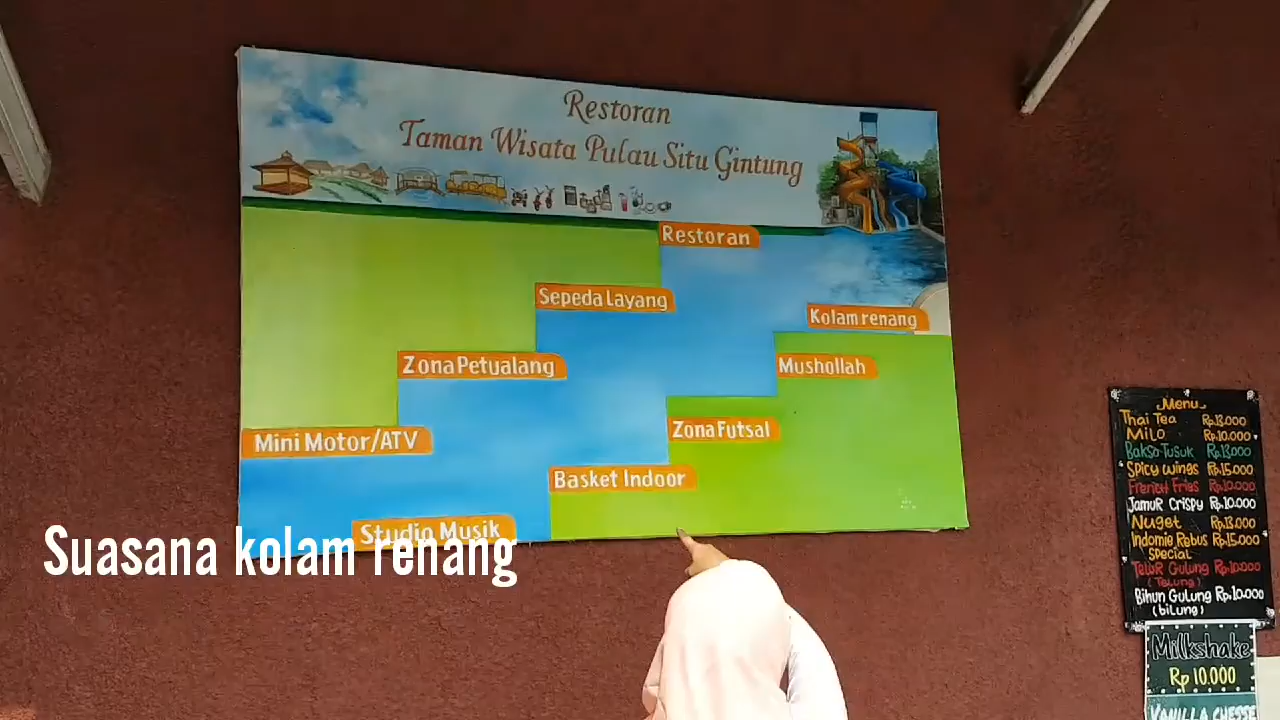 Restoran
Taman Wisata Pulau Situ Gintung
Restoran
Sepeda Layang
Kolam renang
Zona Petualang
Mushollah
Zona Futsal
Mini Motor/ATV
Basket Indoor
Studio Musik
Suasana kolam renang
Menu
Thai Tea Rp.13.000
Milo Rp.10.000
Bakso Tusuk Rp.13.000
Spicy wings Rp.15.000
French Fries Rp.10.000
Jamur Crispy Rp.10.000
Nuget Rp.13.000
Indomie Rebus Rp.15.000
Special
Telur Gulung Rp.10.000
(Telung)
Bihun Gulung Rp.10.000
(bilung)
Milkshake
Rp 10.000
VANILLA CHESSE